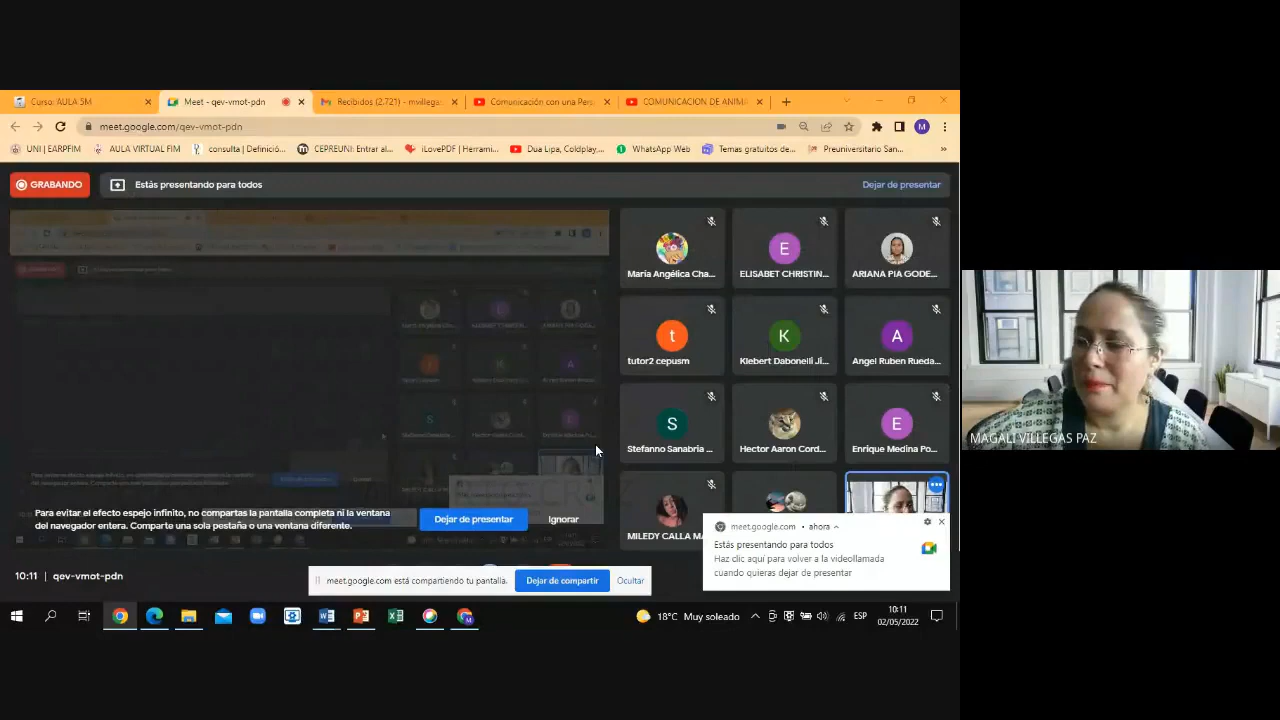 Curso: AULA 5M
Meet - qev-vmot-pdn
Recibidos (2.721) - mvillega
Comunicación con una Pers
COMUNICACION DE ANIMA
meet.google.com/qev-vmot-pdn
UNI | EARPFIM
AULA VIRTUAL FIM
consulta | Definició...
CEPREUNI: Entrar al...
iLovePDF | Herrami...
Dua Lipa, Coldplay,...
WhatsApp Web
Temas gratuitos de...
Preuniversitario San...
»
GRABANDO
Estás presentando para todos
Dejar de presentar
María Angélica Cha...
E
ELISABET CHRISTIN...
ARIANA PIA GODE...
t
tutor2 cepusm
K
Klebert Dabonelli Ji...
A
Angel Ruben Rueda...
S
Stefanno Sanabria ...
Hector Aaron Cord...
E
Enrique Medina Po...
MILEDY CALLA MA
MAGALI VILLEGAS PAZ
Para evitar el efecto espejo infinito, no compartas la pantalla completa ni la ventana
del navegador entera. Comparte una sola pestaña o una ventana diferente.
Dejar de presentar
Ignorar
meet.google.com • ahora
Estás presentando para todos
Haz clic aquí para volver a la videollamada
cuando quieras dejar de presentar
10:11 | qev-vmot-pdn
meet.google.com está compartiendo tu pantalla.
Dejar de compartir
Ocultar
18°C Muy soleado
ESP
10:11
02/05/2022